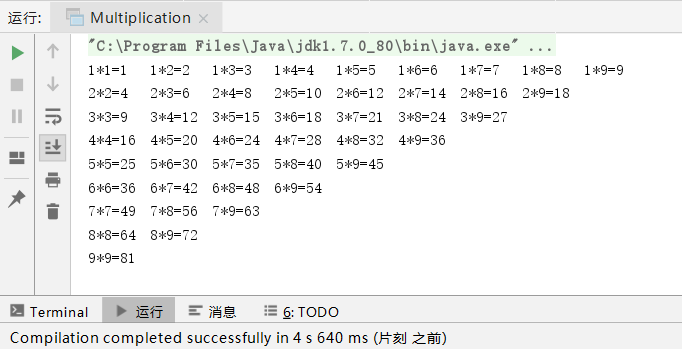 运行: Multiplication
"C:\Program Files\Java\jdk1.7.0_80\bin\java.exe" ...
1*1=1 1*2=2 1*3=3 1*4=4 1*5=5 1*6=6 1*7=7 1*8=8 1*9=9
2*2=4 2*3=6 2*4=8 2*5=10 2*6=12 2*7=14 2*8=16 2*9=18
3*3=9 3*4=12 3*5=15 3*6=18 3*7=21 3*8=24 3*9=27
4*4=16 4*5=20 4*6=24 4*7=28 4*8=32 4*9=36
5*5=25 5*6=30 5*7=35 5*8=40 5*9=45
6*6=36 6*7=42 6*8=48 6*9=54
7*7=49 7*8=56 7*9=63
8*8=64 8*9=72
9*9=81
Terminal 运行 消息 6: TODO
Compilation completed successfully in 4 s 640 ms (片刻 之前)